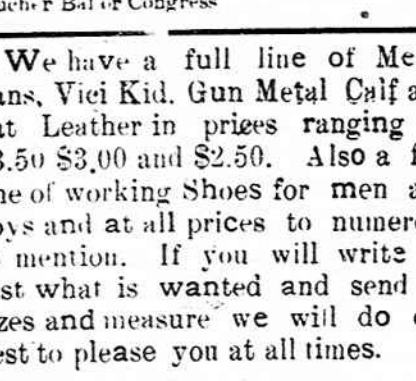 We have a full line of Me
ans, Vici Kid. Gun Metal Calf a
at Leather in prices ranging
3.50 $3.00 and $2.50. Also a f
ne of working Shoes for men a
oys and at all prices to numer
mention. If you will write
st what is wanted and send
zes and measure we will do
est to please you at all times.